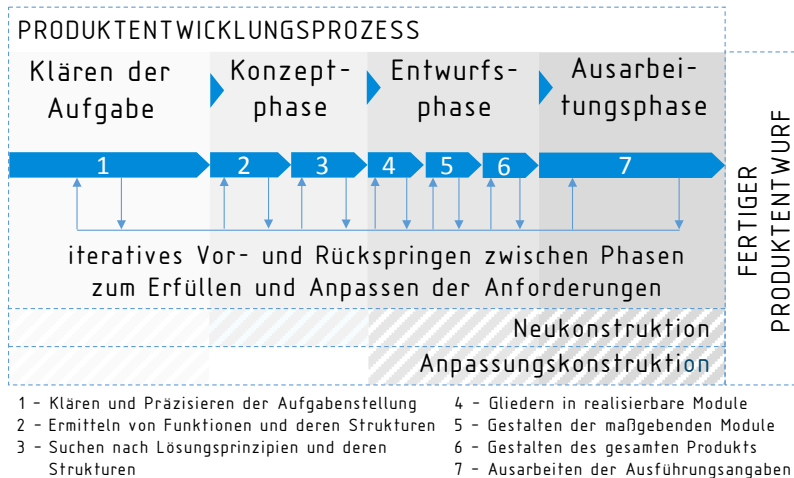 PRODUKTENTWICKLUNGSPROZESS
Klären der
Aufgabe
Konzept-
phase
Entwurfs-
phase
Ausarbei-
tungsphase
1 2 3 4 5 6 7
iteratives Vor- und Rückspringen zwischen Phasen
zum Erfüllen und Anpassen der Anforderungen
Neukonstruktion
Anpassungskonstruktion
FERTIGER
PRODUKTENTWURF
1 - Klären und Präzisieren der Aufgabenstellung
2 - Ermitteln von Funktionen und deren Strukturen
3 - Suchen nach Lösungsprinzipien und deren
Strukturen
4 - Gliedern in realisierbare Module
5 - Gestalten der maßgebenden Module
6 - Gestalten des gesamten Produkts
7 - Ausarbeiten der Ausführungsangaben